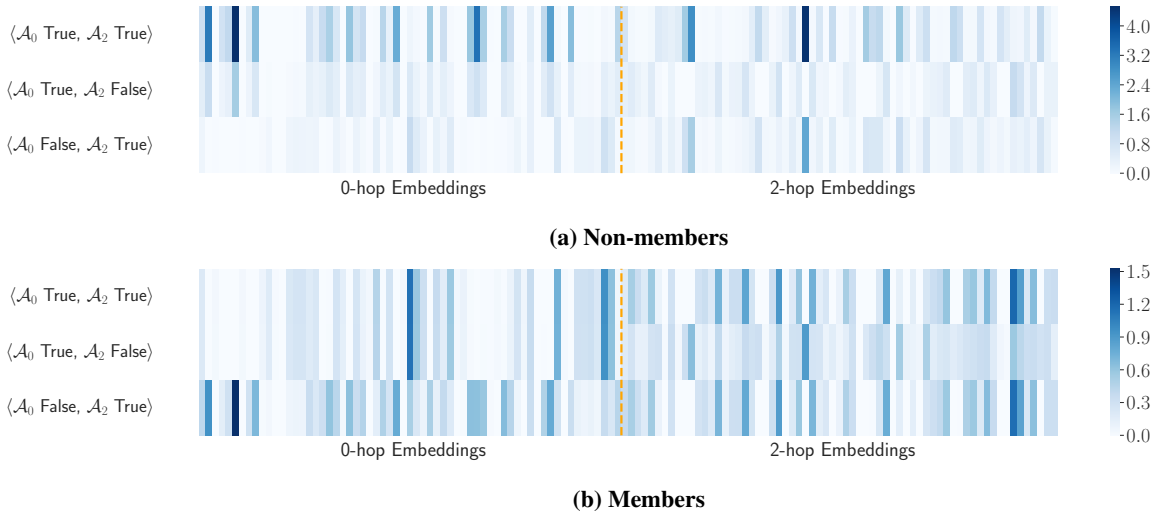 ⟨𝒜₀ True, 𝒜₂ True⟩
⟨𝒜₀ True, 𝒜₂ False⟩
⟨𝒜₀ False, 𝒜₂ True⟩
4.0
3.2
2.4
1.6
0.8
0.0
0-hop Embeddings 2-hop Embeddings
(a) Non-members
⟨𝒜₀ True, 𝒜₂ True⟩
⟨𝒜₀ True, 𝒜₂ False⟩
⟨𝒜₀ False, 𝒜₂ True⟩
1.5
1.2
0.9
0.6
0.3
0.0
0-hop Embeddings 2-hop Embeddings
(b) Members